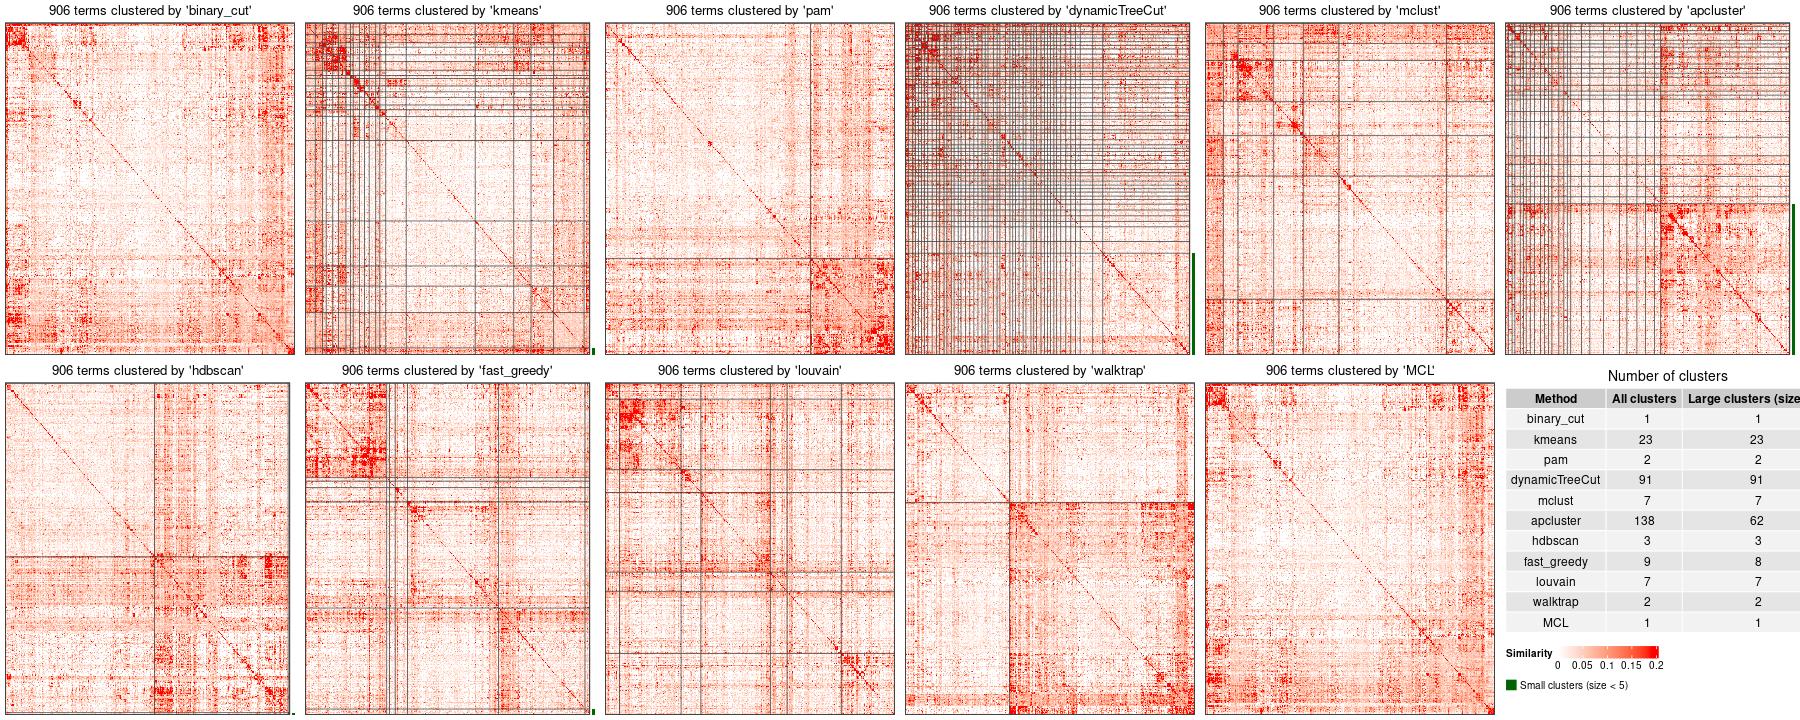 906 terms clustered by 'binary_cut'
906 terms clustered by 'kmeans'
906 terms clustered by 'pam'
906 terms clustered by 'dynamicTreeCut'
906 terms clustered by 'mclust'
906 terms clustered by 'apcluster'
906 terms clustered by 'hdbscan'
906 terms clustered by 'fast_greedy'
906 terms clustered by 'louvain'
906 terms clustered by 'walktrap'
906 terms clustered by 'MCL'
Number of clusters
Method All clusters Large clusters (size
binary_cut 1 1
kmeans 23 23
pam 2 2
dynamicTreeCut 91 91
mclust 7 7
apcluster 138 62
hdbscan 3 3
fast_greedy 9 8
louvain 7 7
walktrap 2 2
MCL 1 1
Similarity
0 0.05 0.1 0.15 0.2
Small clusters (size < 5)